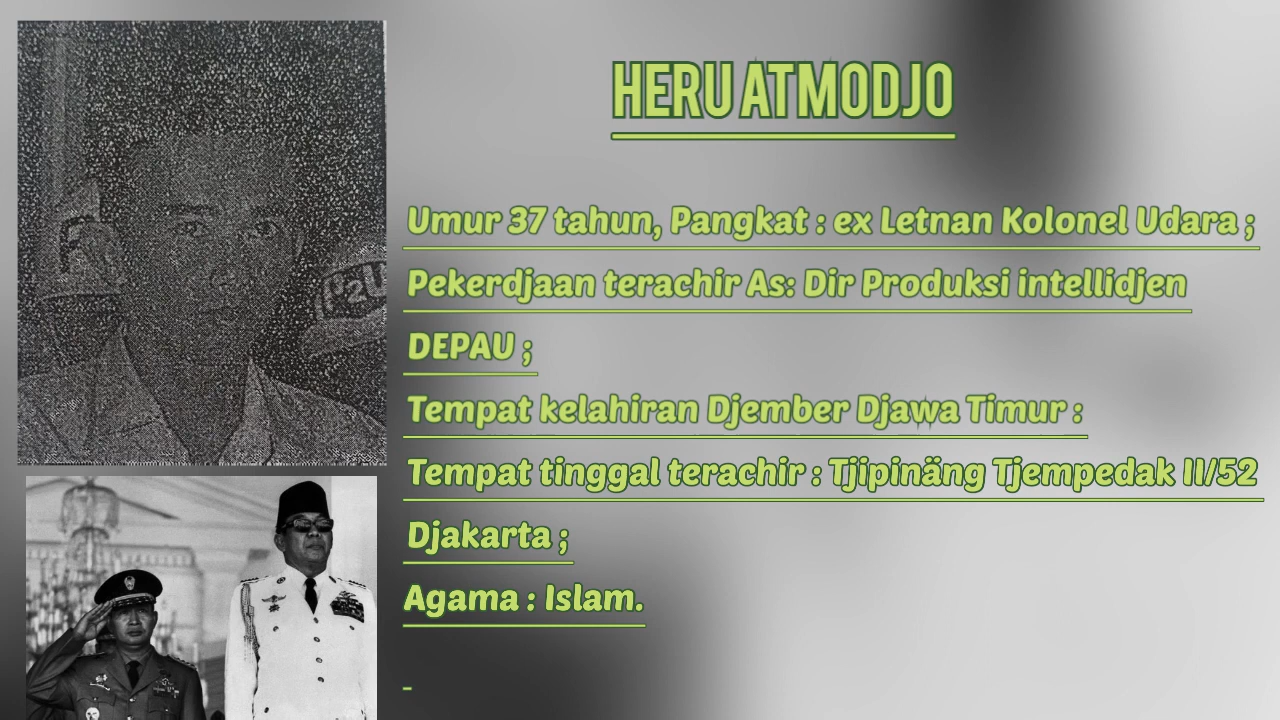 HERU ATMODJO
Umur 37 tahun, Pangkat : ex Letnan Kolonel Udara ;
Pekerdjaan terachir As: Dir Produksi intellidjen
DEPAU ;
Tempat kelahiran Djember Djawa Timur :
Tempat tinggal terachir : Tjipinäng Tjempedak II/52
Djakarta ;
Agama : Islam.
-
P2U